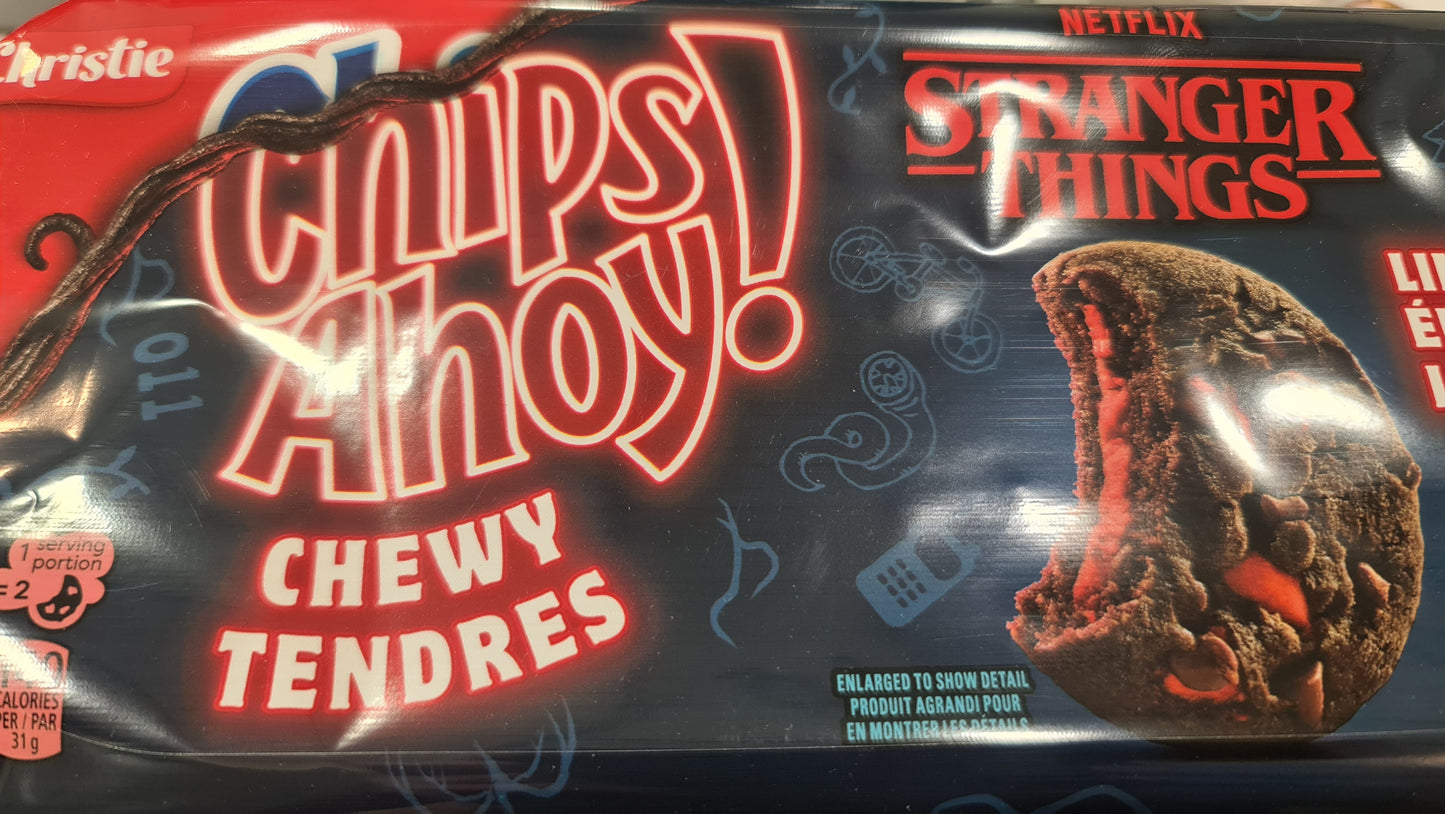 Christie
Chips
Ahoy!
CHEWY
TENDRES
NETFLIX
STRANGER
THINGS
011
1 serving
portion
= 2
CALORIES
PER / PAR
31 g
ENLARGED TO SHOW DETAIL
PRODUIT AGRANDI POUR
EN MONTRER LES DÉTAILS